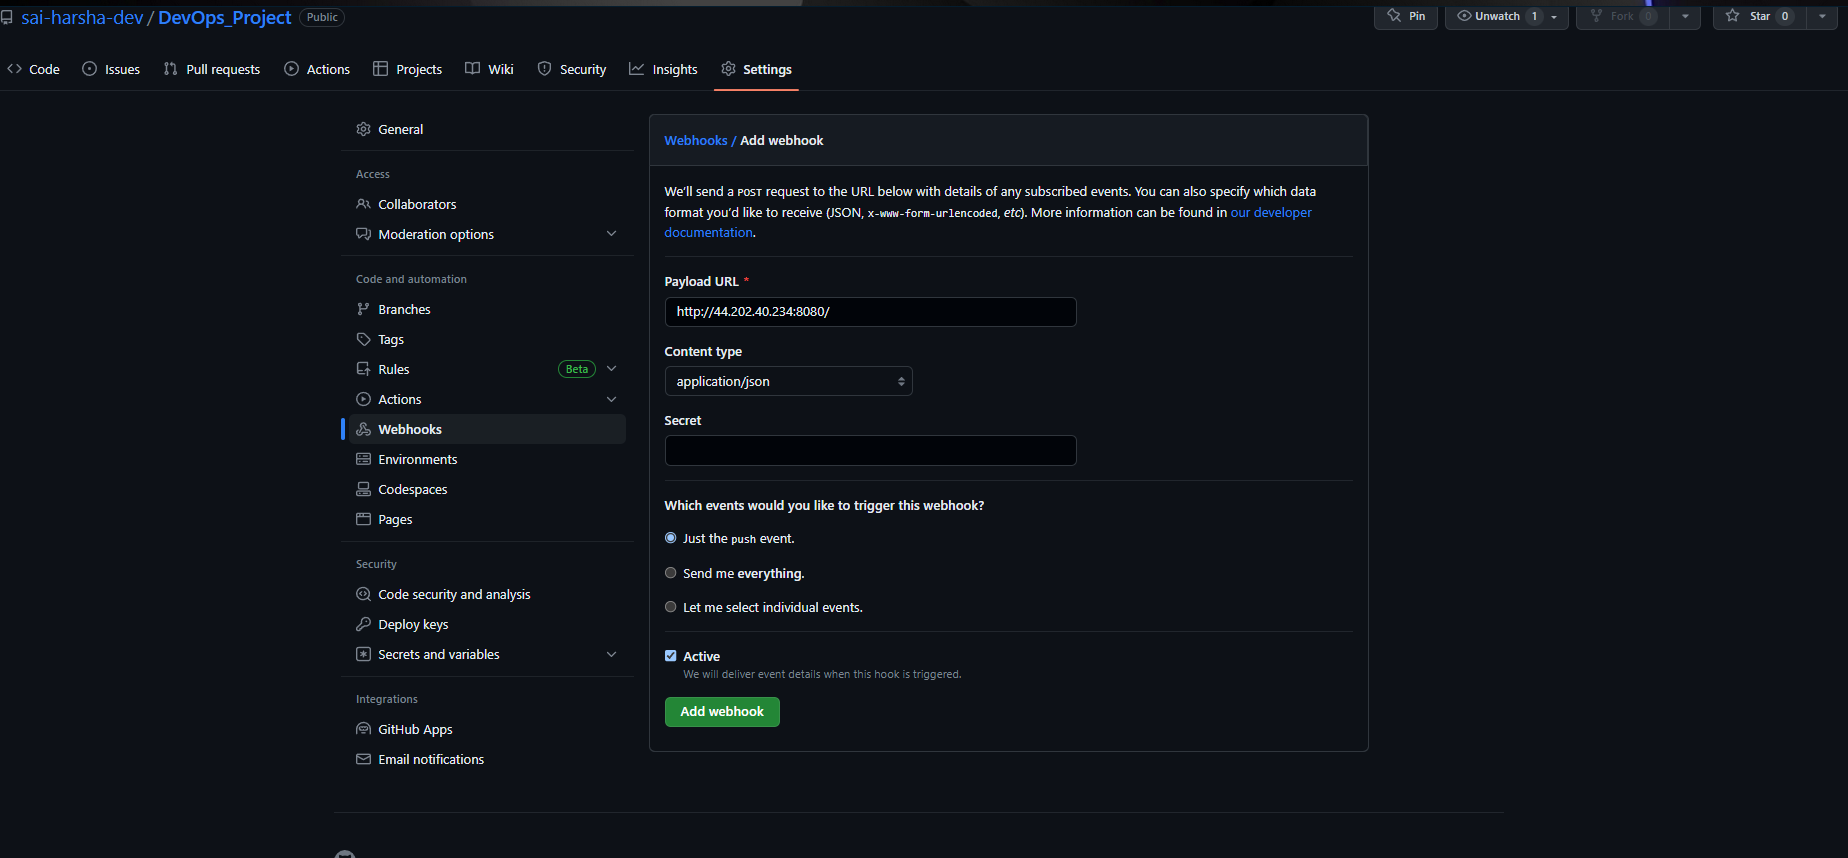 sai-harsha-dev / DevOps_Project Public
Pin
Unwatch 1
Fork 0
Star 0
Code
Issues
Pull requests
Actions
Projects
Wiki
Security
Insights
Settings
General
Access
Collaborators
Moderation options
Code and automation
Branches
Tags
Rules Beta
Actions
Webhooks
Environments
Codespaces
Pages
Security
Code security and analysis
Deploy keys
Secrets and variables
Integrations
GitHub Apps
Email notifications
Webhooks / Add webhook
We’ll send a POST request to the URL below with details of any subscribed events. You can also specify which data
format you’d like to receive (JSON, x-www-form-urlencoded, etc). More information can be found in our developer
documentation.
Payload URL *
http://44.202.40.234:8080/
Content type
application/json
Secret
Which events would you like to trigger this webhook?
Just the push event.
Send me everything.
Let me select individual events.
Active
We will deliver event details when this hook is triggered.
Add webhook